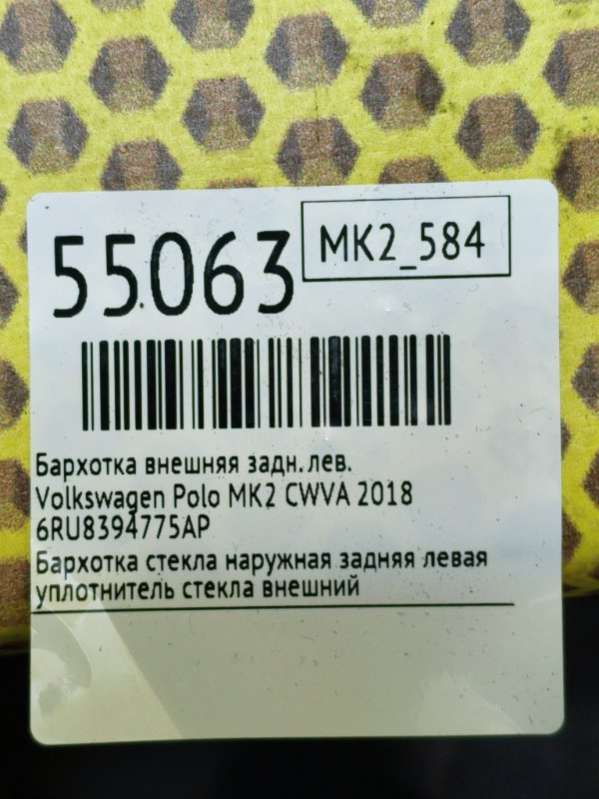 55063
MK2_584
Бархотка внешняя задн.лев.
Volkswagen Polo MK2 CWVA 2018
6RU8394775AP
Бархотка стекла наружная задняя левая
уплотнитель стекла внешний